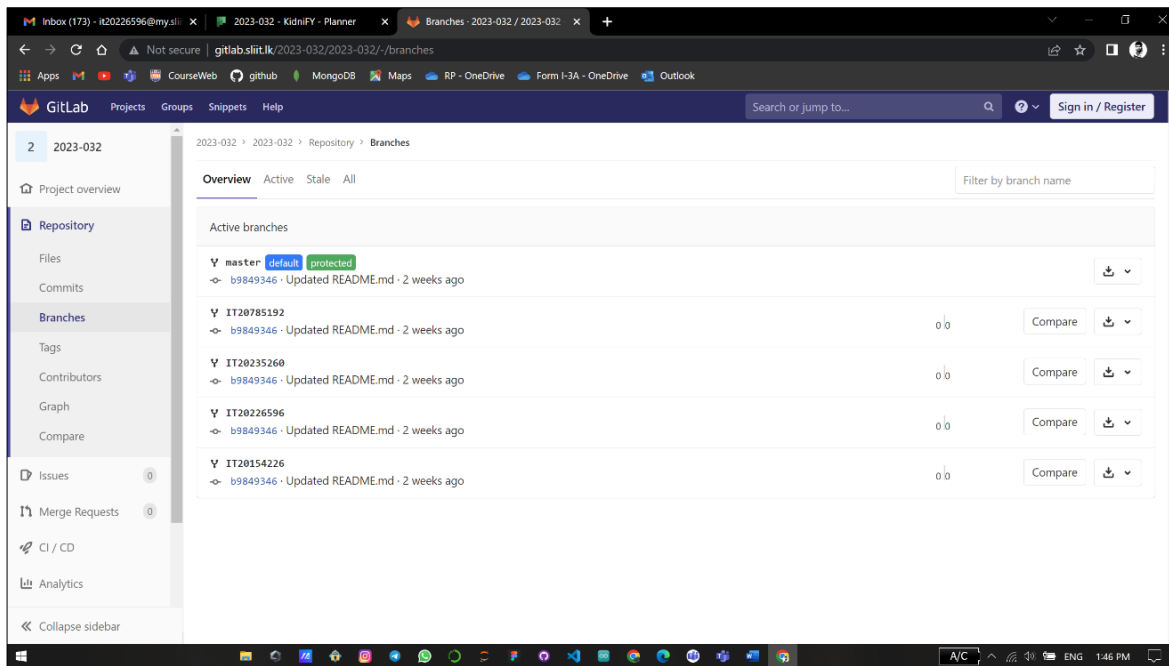 Inbox (173) - it20226596@my.sli
2023-032 - KidniFY - Planner
Branches · 2023-032 / 2023-032
Not secure | gitlab.sliit.lk/2023-032/2023-032/-/branches
Apps
CourseWeb
github
MongoDB
Maps
RP - OneDrive
Form I-3A - OneDrive
Outlook
GitLab
Projects
Groups
Snippets
Help
Search or jump to...
Sign in / Register
2 2023-032
Project overview
Repository
Files
Commits
Branches
Tags
Contributors
Graph
Compare
Issues 0
Merge Requests 0
CI / CD
Analytics
Collapse sidebar
2023-032 > 2023-032 > Repository > Branches
Overview Active Stale All
Filter by branch name
Active branches
master default protected
b9849346 · Updated README.md · 2 weeks ago
IT20785192
b9849346 · Updated README.md · 2 weeks ago
0 0 Compare
IT20235260
b9849346 · Updated README.md · 2 weeks ago
0 0 Compare
IT20226596
b9849346 · Updated README.md · 2 weeks ago
0 0 Compare
IT20154226
b9849346 · Updated README.md · 2 weeks ago
0 0 Compare
A/C
ENG 1:46 PM